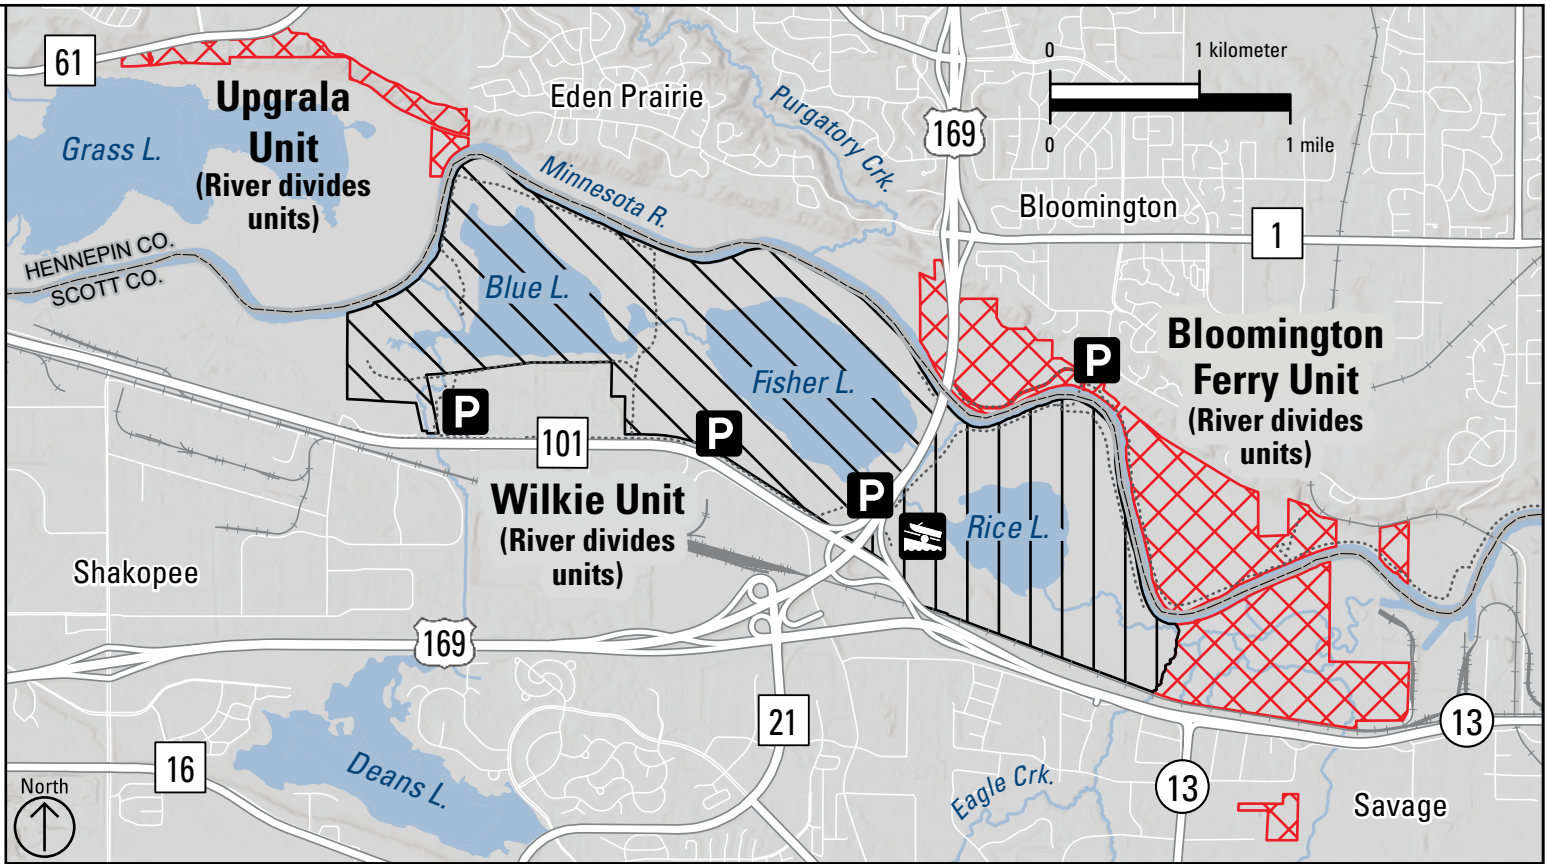 61
Upgrala
Unit
(River divides
units)
Grass L.
Eden Prairie
Purgatory Crk.
169
0
1 kilometer
0
1 mile
Minnesota R.
Bloomington
1
HENNEPIN CO.
SCOTT CO.
Blue L.
Fisher L.
Bloomington
Ferry Unit
(River divides
units)
P
P
P
P
101
Wilkie Unit
(River divides
units)
Rice L.
Shakopee
169
21
13
16
Deans L.
Eagle Crk.
13
Savage
North